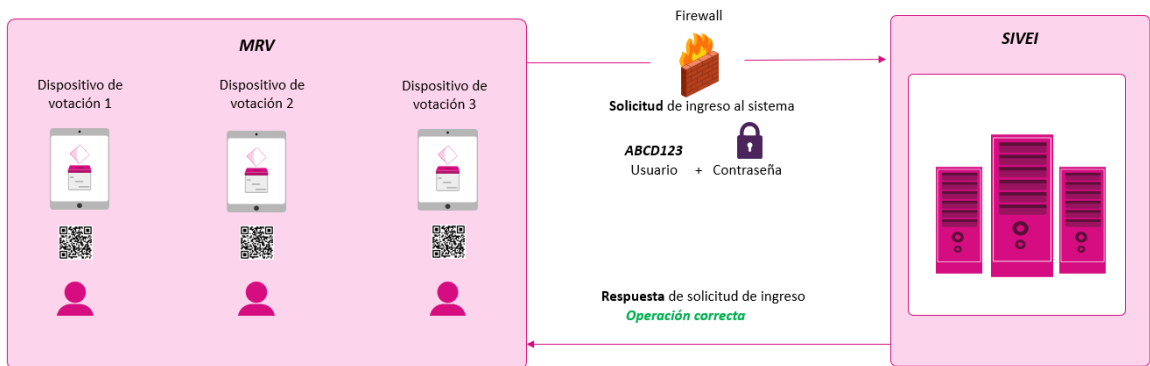 MRV
Dispositivo de
votación 1
Dispositivo de
votación 2
Dispositivo de
votación 3
Firewall
Solicitud de ingreso al sistema
ABCD123
Usuario + Contraseña
Respuesta de solicitud de ingreso
Operación correcta
SIVEI